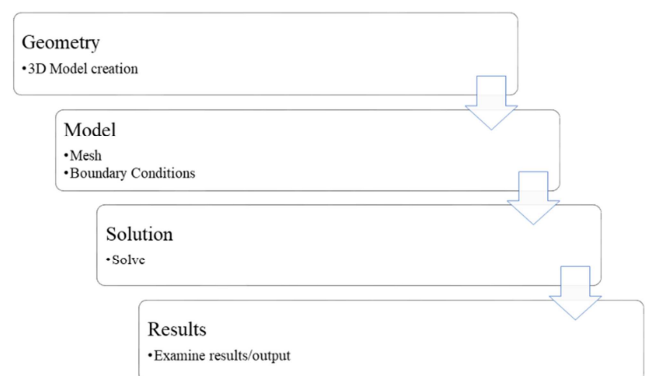 Geometry
•3D Model creation
Model
•Mesh
•Boundary Conditions
Solution
•Solve
Results
•Examine results/output